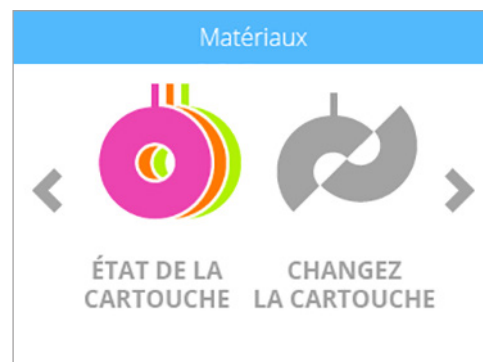 Matériaux
ÉTAT DE LA
CARTOUCHE
CHANGEZ
LA CARTOUCHE